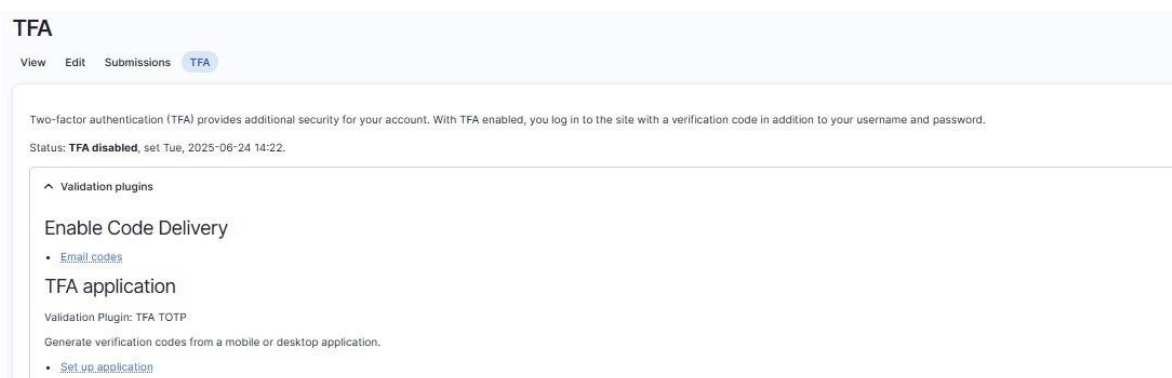 TFA
View Edit Submissions TFA
Two-factor authentication (TFA) provides additional security for your account. With TFA enabled, you log in to the site with a verification code in addition to your username and password.
Status: TFA disabled, set Tue, 2025-06-24 14:22.
Validation plugins
Enable Code Delivery
• Email codes
TFA application
Validation Plugin: TFA TOTP
Generate verification codes from a mobile or desktop application.
• Set up application